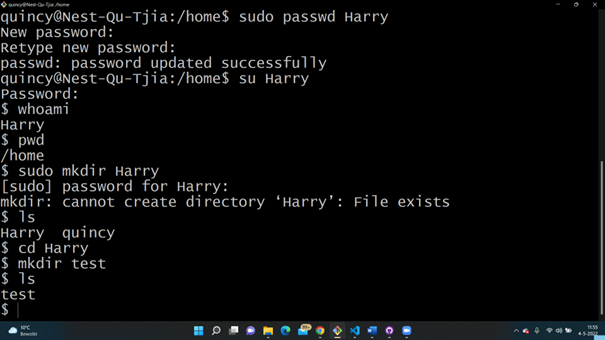 quincy@Nest-Qu-Tjia: /home
quincy@Nest-Qu-Tjia:/home$ sudo passwd Harry
New password:
Retype new password:
passwd: password updated successfully
quincy@Nest-Qu-Tjia:/home$ su Harry
Password:
$ whoami
Harry
$ pwd
/home
$ sudo mkdir Harry
[sudo] password for Harry:
mkdir: cannot create directory ‘Harry’: File exists
$ ls
Harry  quincy
$ cd Harry
$ mkdir test
$ ls
test
$
10°C
Bewolkt
11:55
4-5-2022